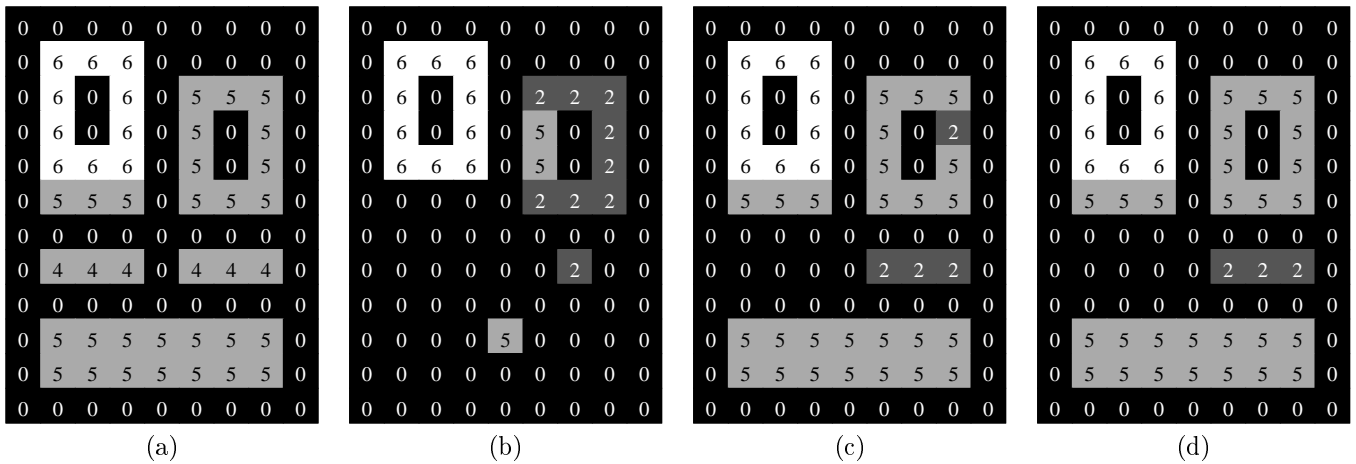 0 0 0 0 0 0 0 0 0 0 0 0 0 0 0 0 0 0 0 0 0 0 0 0 0 0 0 0 0 0 0 0 0 0 0 0
0 6 6 6 0 0 0 0 0 0 6 6 6 0 0 0 0 0 0 6 6 6 0 0 0 0 0 0 6 6 6 0 0 0 0 0
0 6 0 6 0 5 5 5 0 0 6 0 6 0 2 2 2 0 0 6 0 6 0 5 5 5 0 0 6 0 6 0 5 5 5 0
0 6 0 6 0 5 0 5 0 0 6 0 6 0 5 0 2 0 0 6 0 6 0 5 0 2 0 0 6 0 6 0 5 0 5 0
0 6 6 6 0 5 0 5 0 0 6 6 6 0 5 0 2 0 0 6 6 6 0 5 0 5 0 0 6 6 6 0 5 0 5 0
0 5 5 5 0 5 5 5 0 0 0 0 0 0 2 2 2 0 0 5 5 5 0 5 5 5 0 0 5 5 5 0 5 5 5 0
0 0 0 0 0 0 0 0 0 0 0 0 0 0 0 0 0 0 0 0 0 0 0 0 0 0 0 0 0 0 0 0 0 0 0 0
0 4 4 4 0 4 4 4 0 0 0 0 0 0 0 2 0 0 0 0 0 0 0 2 2 2 0 0 0 0 0 0 2 2 2 0
0 0 0 0 0 0 0 0 0 0 0 0 0 0 0 0 0 0 0 0 0 0 0 0 0 0 0 0 0 0 0 0 0 0 0 0
0 5 5 5 5 5 5 5 0 0 0 0 0 5 0 0 0 0 0 5 5 5 5 5 5 5 0 0 5 5 5 5 5 5 5 0
0 5 5 5 5 5 5 5 0 0 0 0 0 0 0 0 0 0 0 5 5 5 5 5 5 5 0 0 5 5 5 5 5 5 5 0
0 0 0 0 0 0 0 0 0 0 0 0 0 0 0 0 0 0 0 0 0 0 0 0 0 0 0 0 0 0 0 0 0 0 0 0
(a) (b) (c) (d)